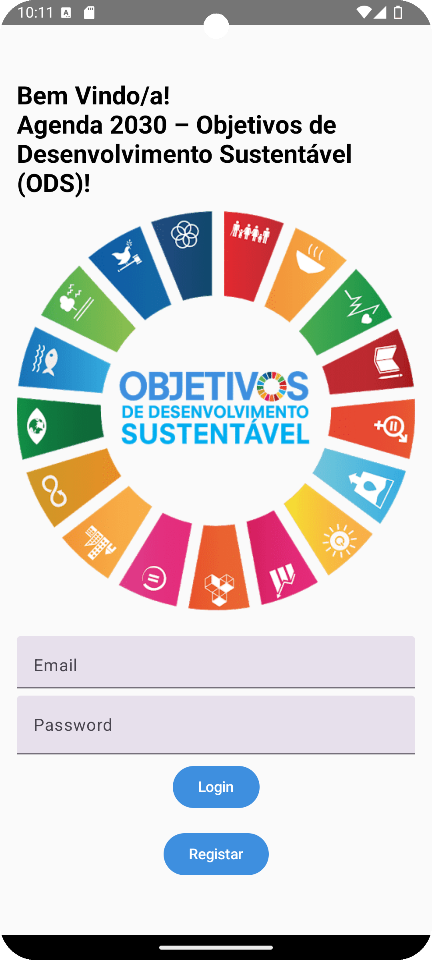 10:11
Bem Vindo/a!
Agenda 2030 – Objetivos de
Desenvolvimento Sustentável
(ODS)!
OBJETIVOS
DE DESENVOLVIMENTO
SUSTENTÁVEL
Email
Password
Login
Registar